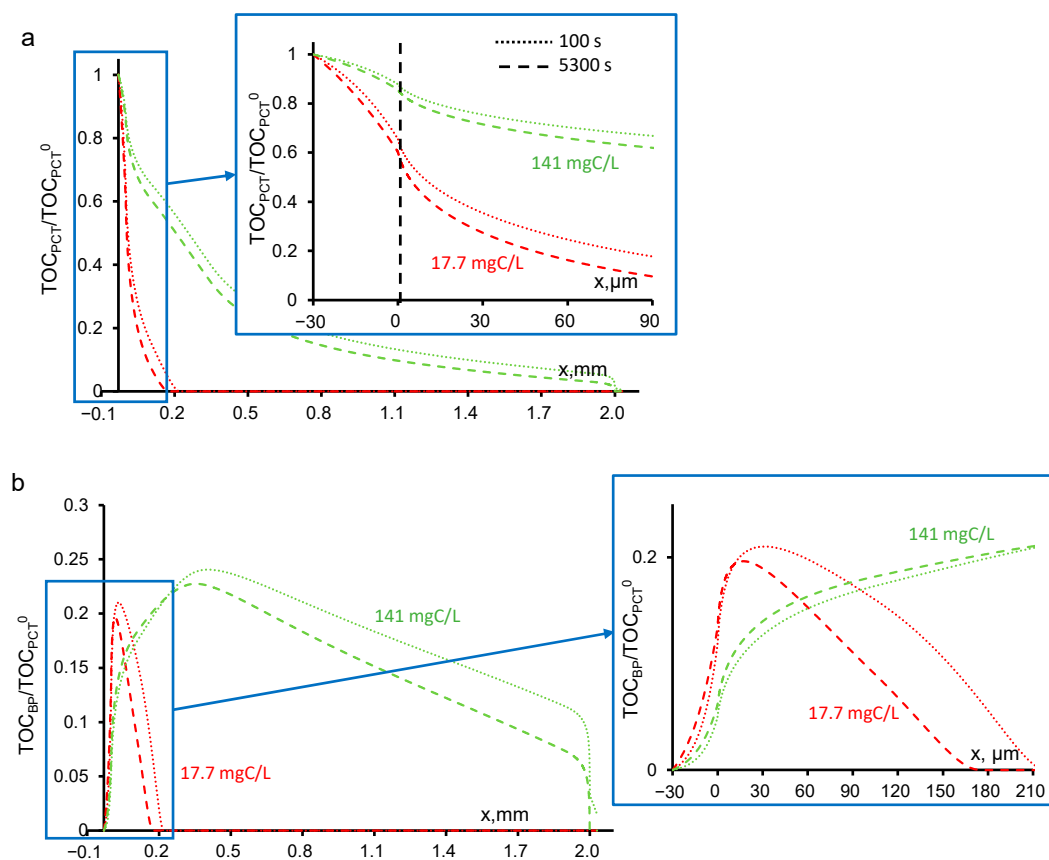 a
TOC_PCT/TOC_PCT^0
1
0.8
0.6
0.4
0.2
0
−0.1 0.2 0.5 0.8 1.1 1.4 1.7 2.0
x,mm
TOC_PCT/TOC_PCT^0
1
0.8
0.6
0.4
0.2
0
−30 0 30 60 90
x,µm
100 s
5300 s
141 mgC/L
17.7 mgC/L
b
TOC_BP/TOC_PCT^0
0.3
0.25
0.2
0.15
0.1
0.05
0
−0.1 0.2 0.5 0.8 1.1 1.4 1.7 2.0
x,mm
141 mgC/L
17.7 mgC/L
TOC_BP/TOC_PCT^0
0.2
0
−30 0 30 60 90 120 150 180 210
x, µm
141 mgC/L
17.7 mgC/L